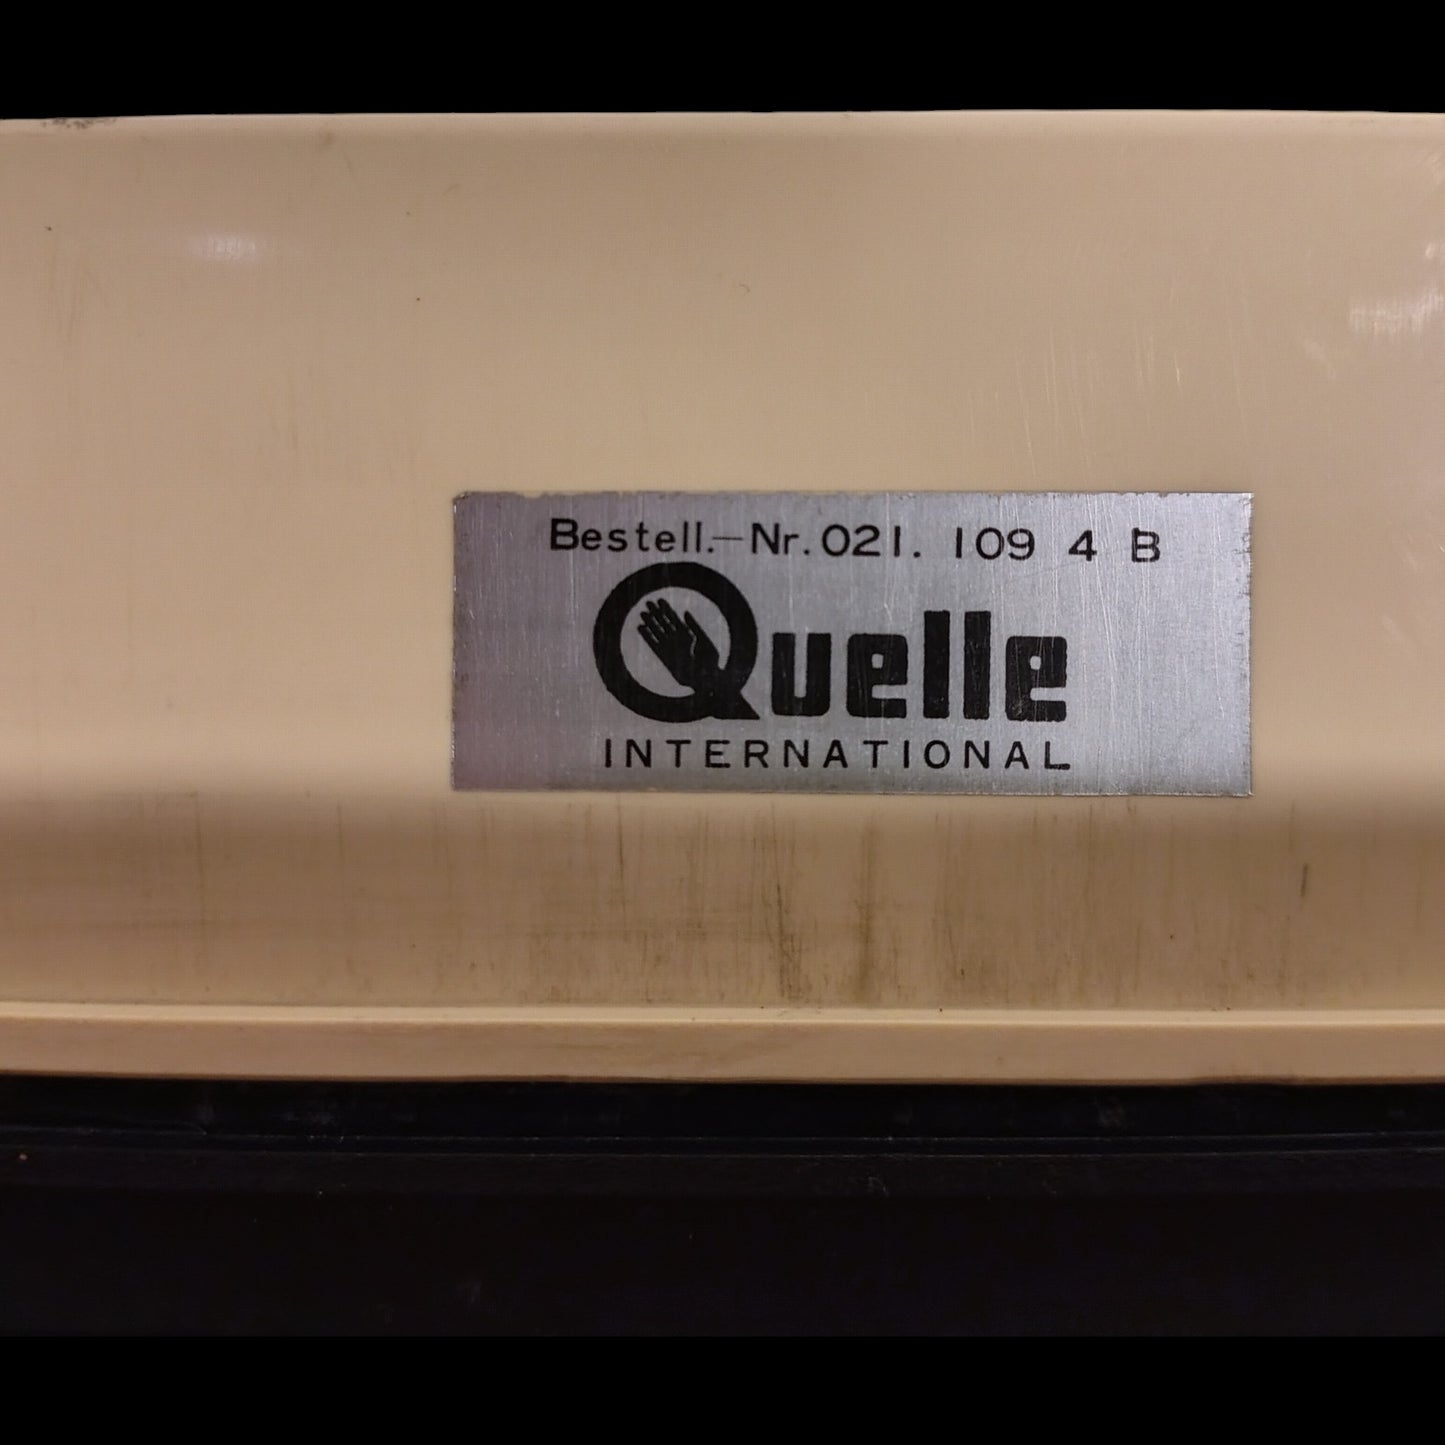 Bestell.-Nr. 021. 109 4 B
Quelle
INTERNATIONAL